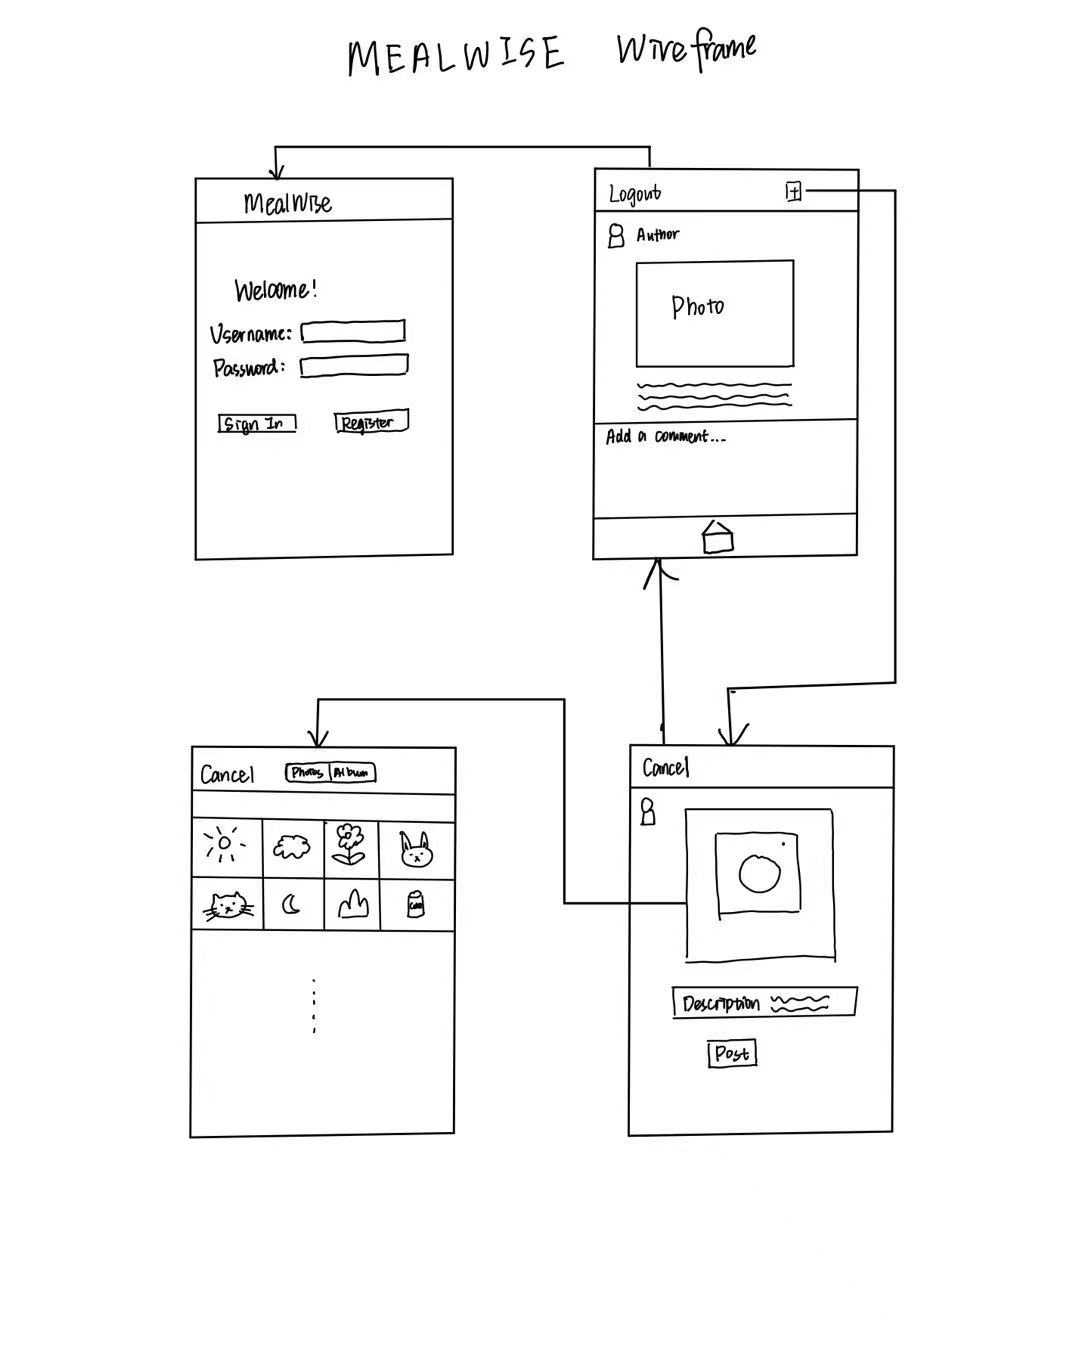 MEALWISE Wireframe
MealWise
Welcome!
Username:
Password:
Sign In
Register
Logout
Author
Photo
Add a comment...
Cancel
Photos
Album
Cancel
Description
Post